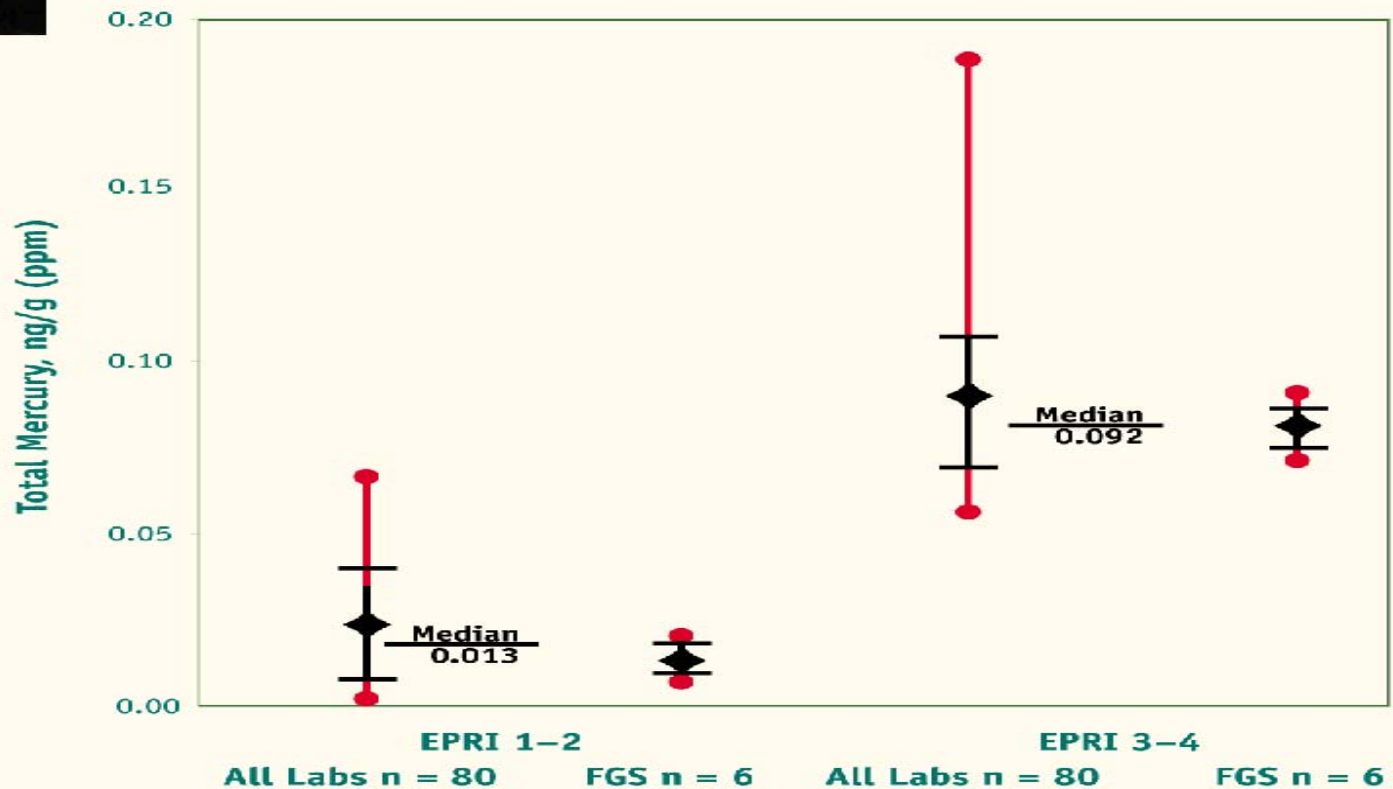 0.20
0.15
0.10
0.05
0.00
Total Mercury, ng/g (ppm)
Median
0.013
Median
0.092
EPRI 1–2
EPRI 3–4
All Labs n = 80
FGS n = 6
All Labs n = 80
FGS n = 6